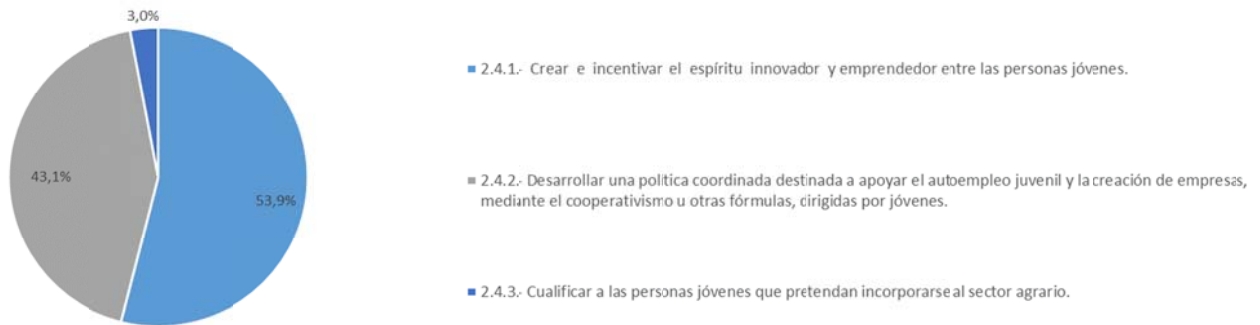 3,0%
43,1%
53,9%
2.4.1.- Crear e incentivar el espíritu innovador y emprendedor entre las personas jóvenes.
2.4.2.- Desarrollar una política coordinada destinada a apoyar el autoempleo juvenil y la creación de empresas,
mediante el cooperativismo u otras fórmulas, dirigidas por jóvenes.
2.4.3.- Cualificar a las personas jóvenes que pretendan incorporarse al sector agrario.